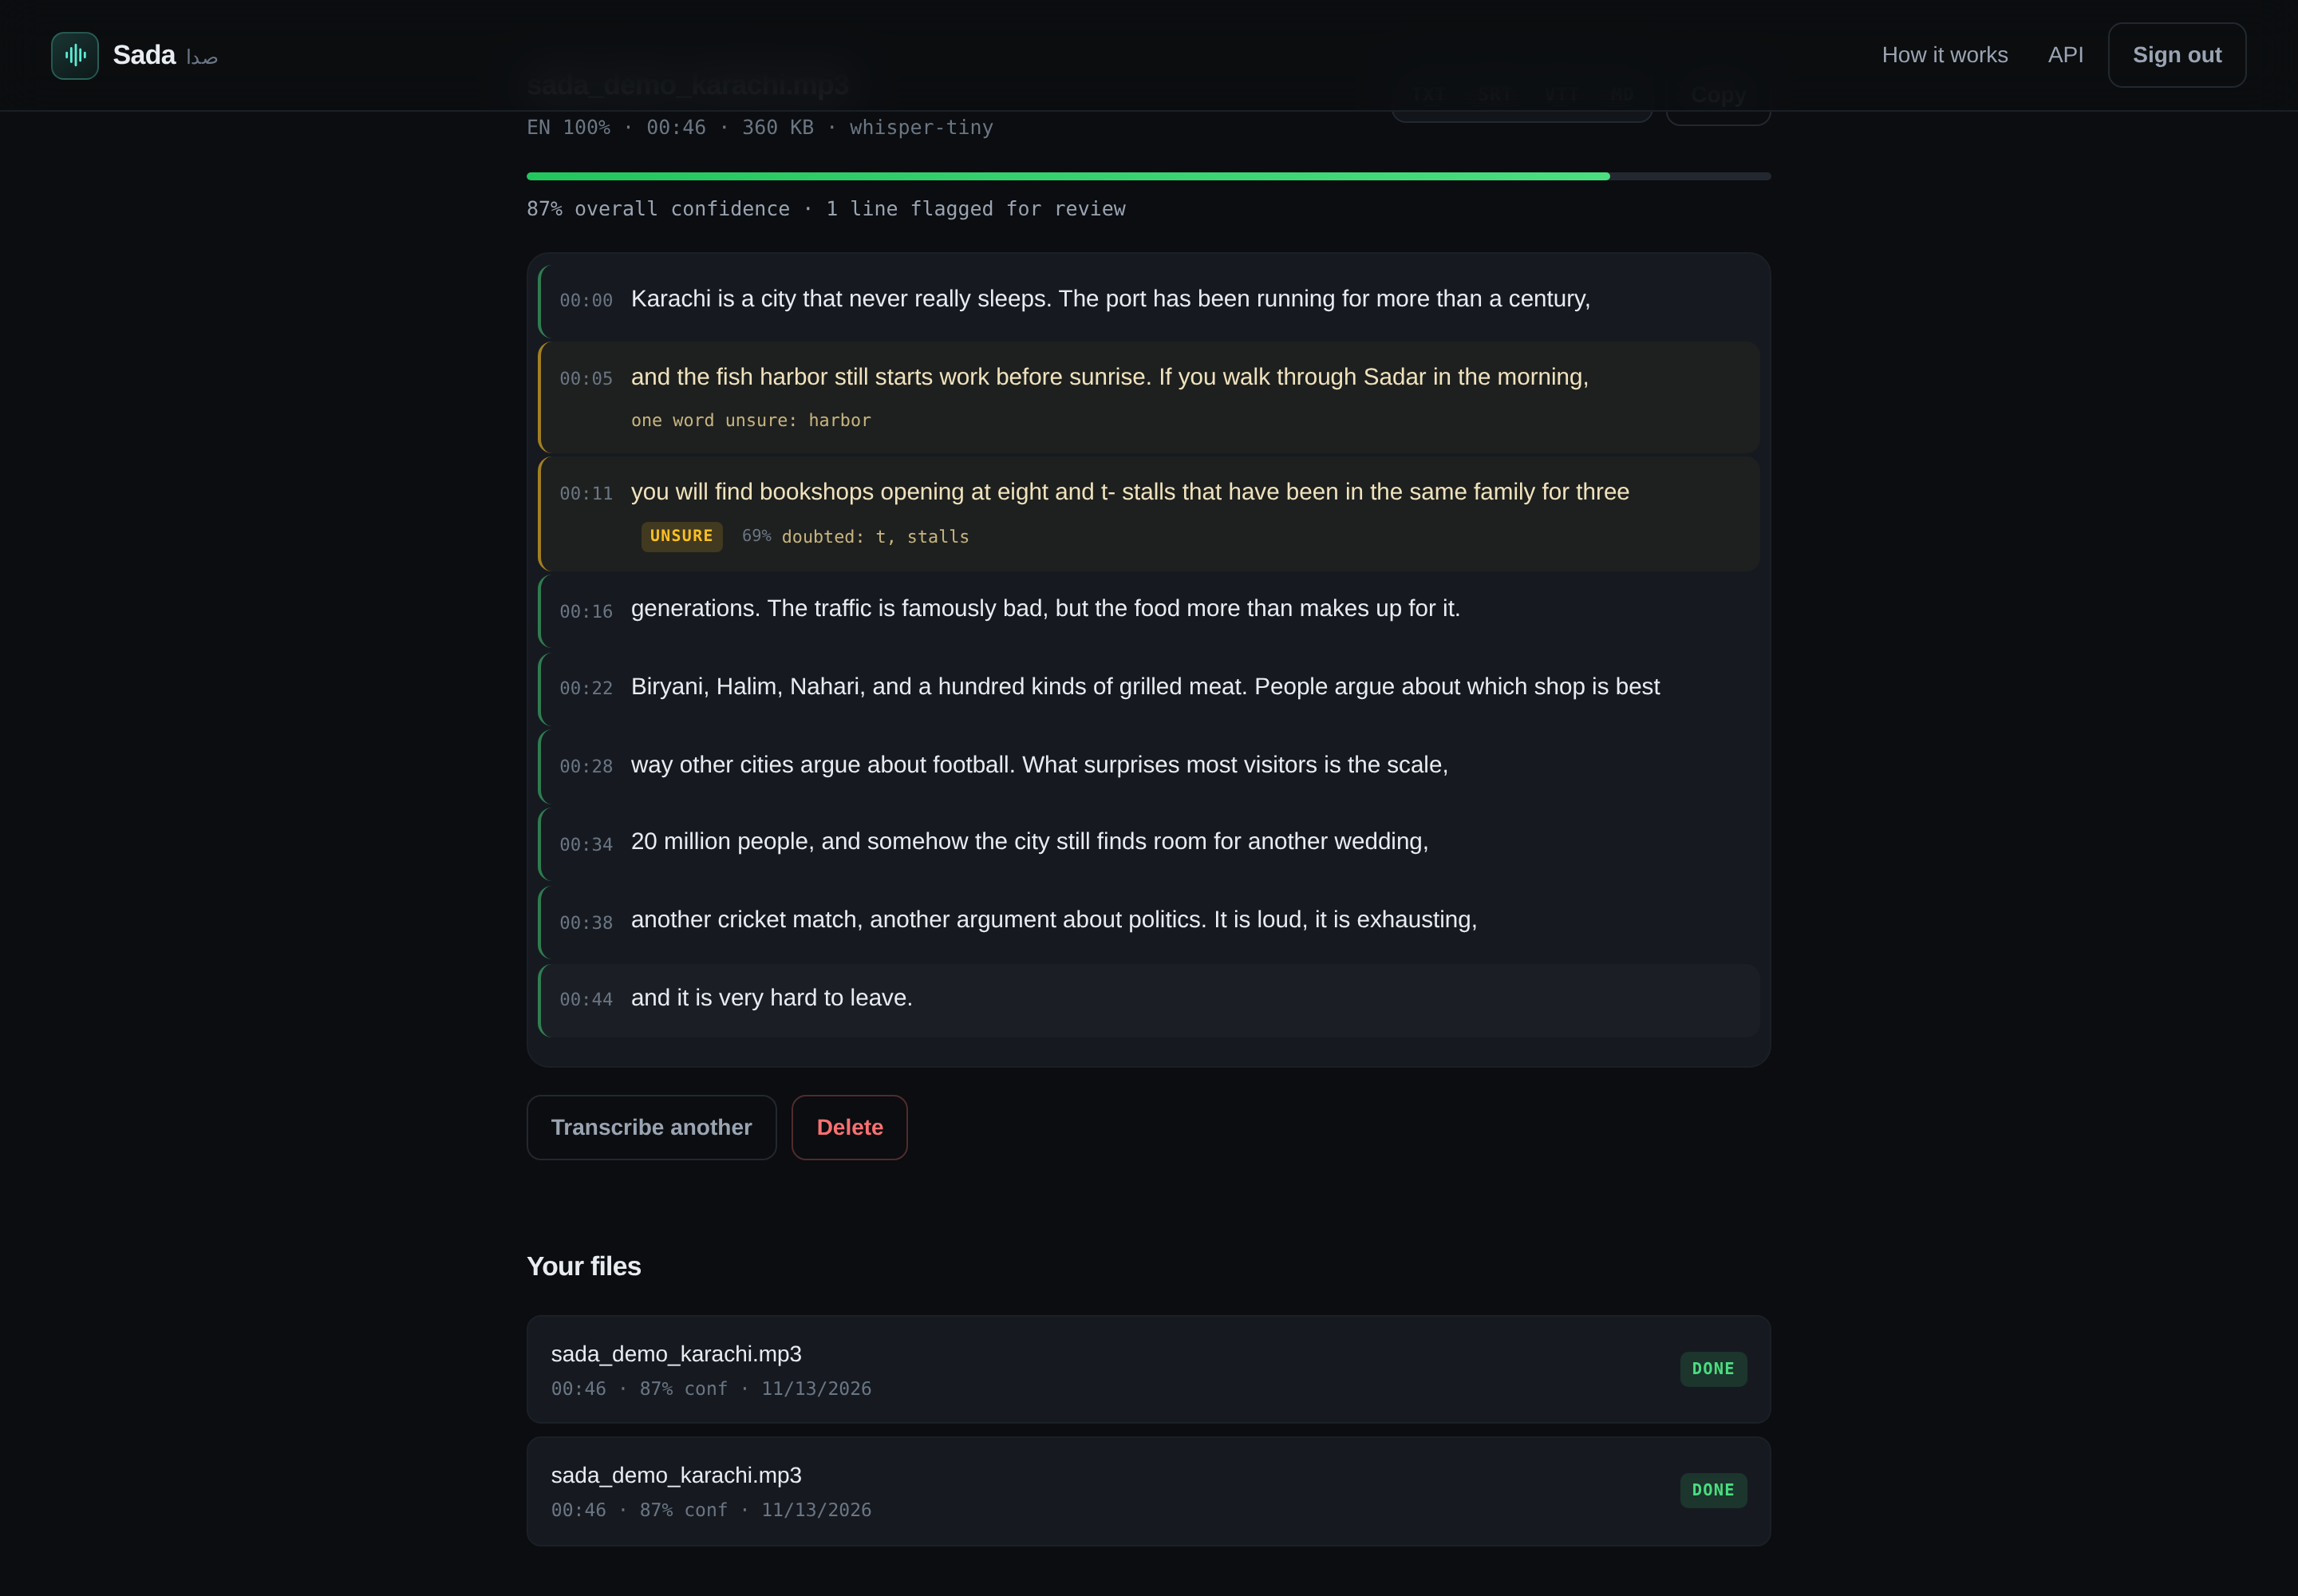 Sada صدا
How it works
API
Sign out
sada_demo_karachi.mp3
TXT SRT VTT
Copy
EN 100% · 00:46 · 360 KB · whisper-tiny
87% overall confidence · 1 line flagged for review
00:00 Karachi is a city that never really sleeps. The port has been running for more than a century,
00:05 and the fish harbor still starts work before sunrise. If you walk through Sadar in the morning,
one word unsure: harbor
00:11 you will find bookshops opening at eight and t- stalls that have been in the same family for three
UNSURE 69% doubted: t, stalls
00:16 generations. The traffic is famously bad, but the food more than makes up for it.
00:22 Biryani, Halim, Nahari, and a hundred kinds of grilled meat. People argue about which shop is best
00:28 way other cities argue about football. What surprises most visitors is the scale,
00:34 20 million people, and somehow the city still finds room for another wedding,
00:38 another cricket match, another argument about politics. It is loud, it is exhausting,
00:44 and it is very hard to leave.
Transcribe another
Delete
Your files
sada_demo_karachi.mp3
00:46 · 87% conf · 11/13/2026
DONE
sada_demo_karachi.mp3
00:46 · 87% conf · 11/13/2026
DONE